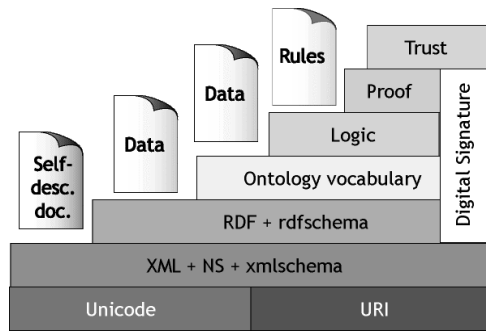 Rules
Trust
Data
Proof
Data
Logic
Self-
desc.
doc.
Ontology vocabulary
Digital Signature
RDF + rdfschema
XML + NS + xmlschema
Unicode
URI